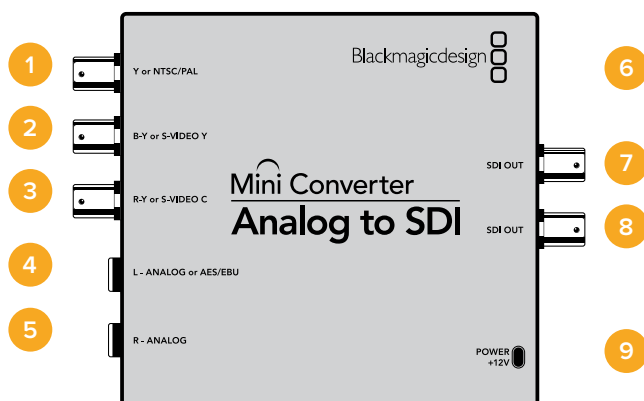 1
Y or NTSC/PAL
Blackmagicdesign
6
2
B-Y or S-VIDEO Y
SDI OUT
7
3
R-Y or S-VIDEO C
Mini Converter
Analog to SDI
SDI OUT
8
4
L - ANALOG or AES/EBU
5
R - ANALOG
POWER
+12V
9